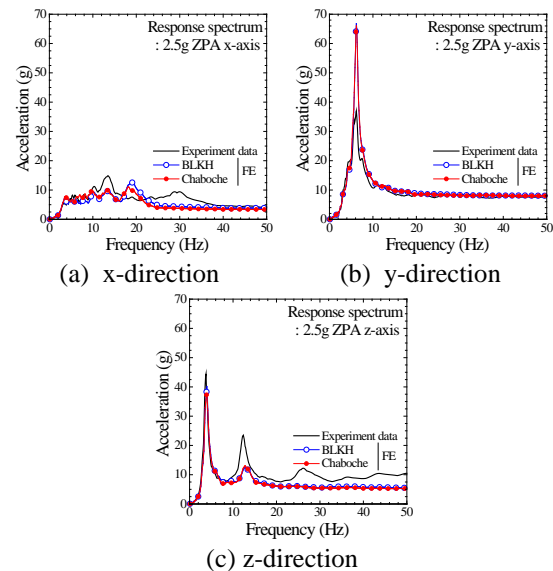 70
60
50
40
30
20
10
0
Acceleration (g)
Response spectrum
: 2.5g ZPA x-axis
Experiment data
BLKH
Chaboche
FE
0 10 20 30 40 50
Frequency (Hz)
(a) x-direction
70
60
50
40
30
20
10
0
Acceleration (g)
Response spectrum
: 2.5g ZPA y-axis
Experiment data
BLKH
Chaboche
FE
0 10 20 30 40 50
Frequency (Hz)
(b) y-direction
70
60
50
40
30
20
10
0
Acceleration (g)
Response spectrum
: 2.5g ZPA z-axis
Experiment data
BLKH
Chaboche
FE
0 10 20 30 40 50
Frequency (Hz)
(c) z-direction